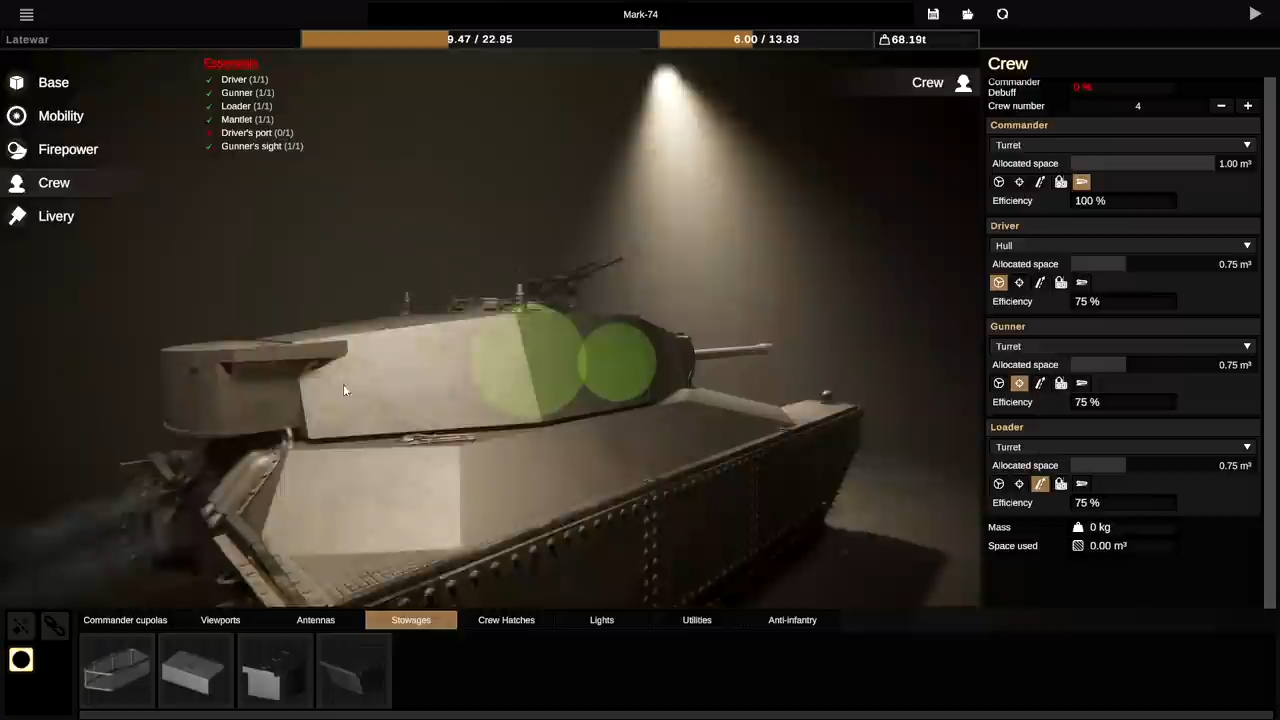 Mark-74
Latewar
9.47 / 22.95
6.00 / 13.83
68.19t
Essentials
Driver (1/1)
Gunner (1/1)
Loader (1/1)
Mantlet (1/1)
Driver's port (0/1)
Gunner's sight (1/1)
Base
Mobility
Firepower
Crew
Livery
Crew
Crew
Commander
Debuff
0 %
Crew number
4
Commander
Turret
Allocated space
1.00 m³
Efficiency
100 %
Driver
Hull
Allocated space
0.75 m³
Efficiency
75 %
Gunner
Turret
Allocated space
0.75 m³
Efficiency
75 %
Loader
Turret
Allocated space
0.75 m³
Efficiency
75 %
Mass
0 kg
Space used
0.00 m³
Commander cupolas
Viewports
Antennas
Stowages
Crew Hatches
Lights
Utilities
Anti-infantry